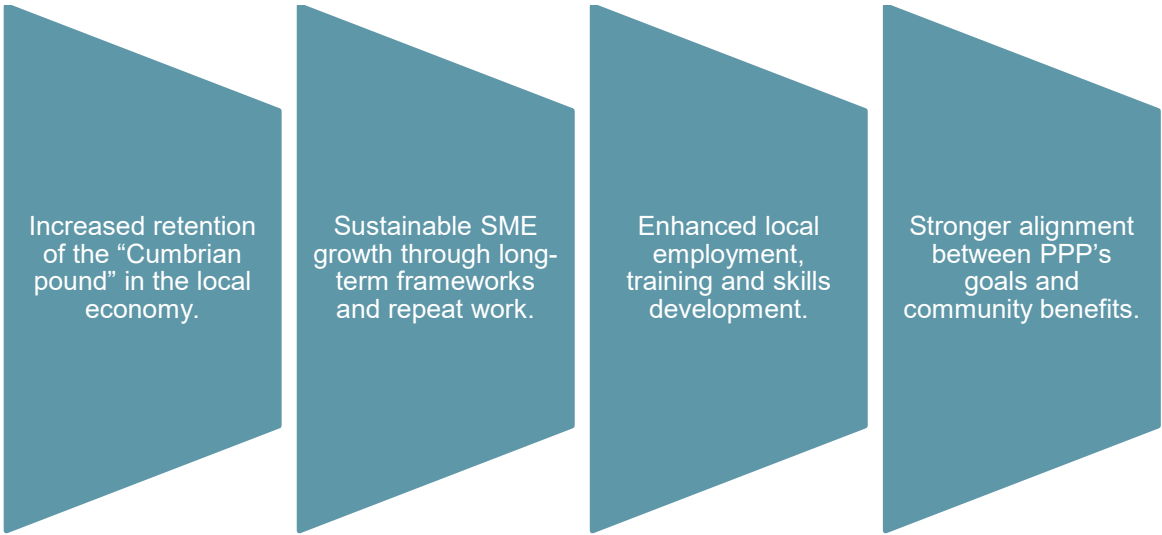 Increased retention
of the “Cumbrian
pound” in the local
economy.
Sustainable SME
growth through long-
term frameworks
and repeat work.
Enhanced local
employment,
training and skills
development.
Stronger alignment
between PPP’s
goals and
community benefits.